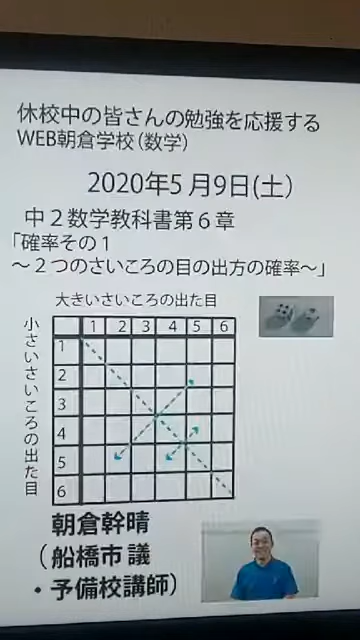 休校中の皆さんの勉強を応援する
WEB朝倉学校（数学）
2020年5月9日(土）
中２数学教科書第６章
「確率その１
～２つのさいころの目の出方の確率～」
大きいさいころの出た目
小さいさいころの出た目
1 2 3 4 5 6
1
2
3
4
5
6
朝倉幹晴
（船橋市議
・予備校講師）